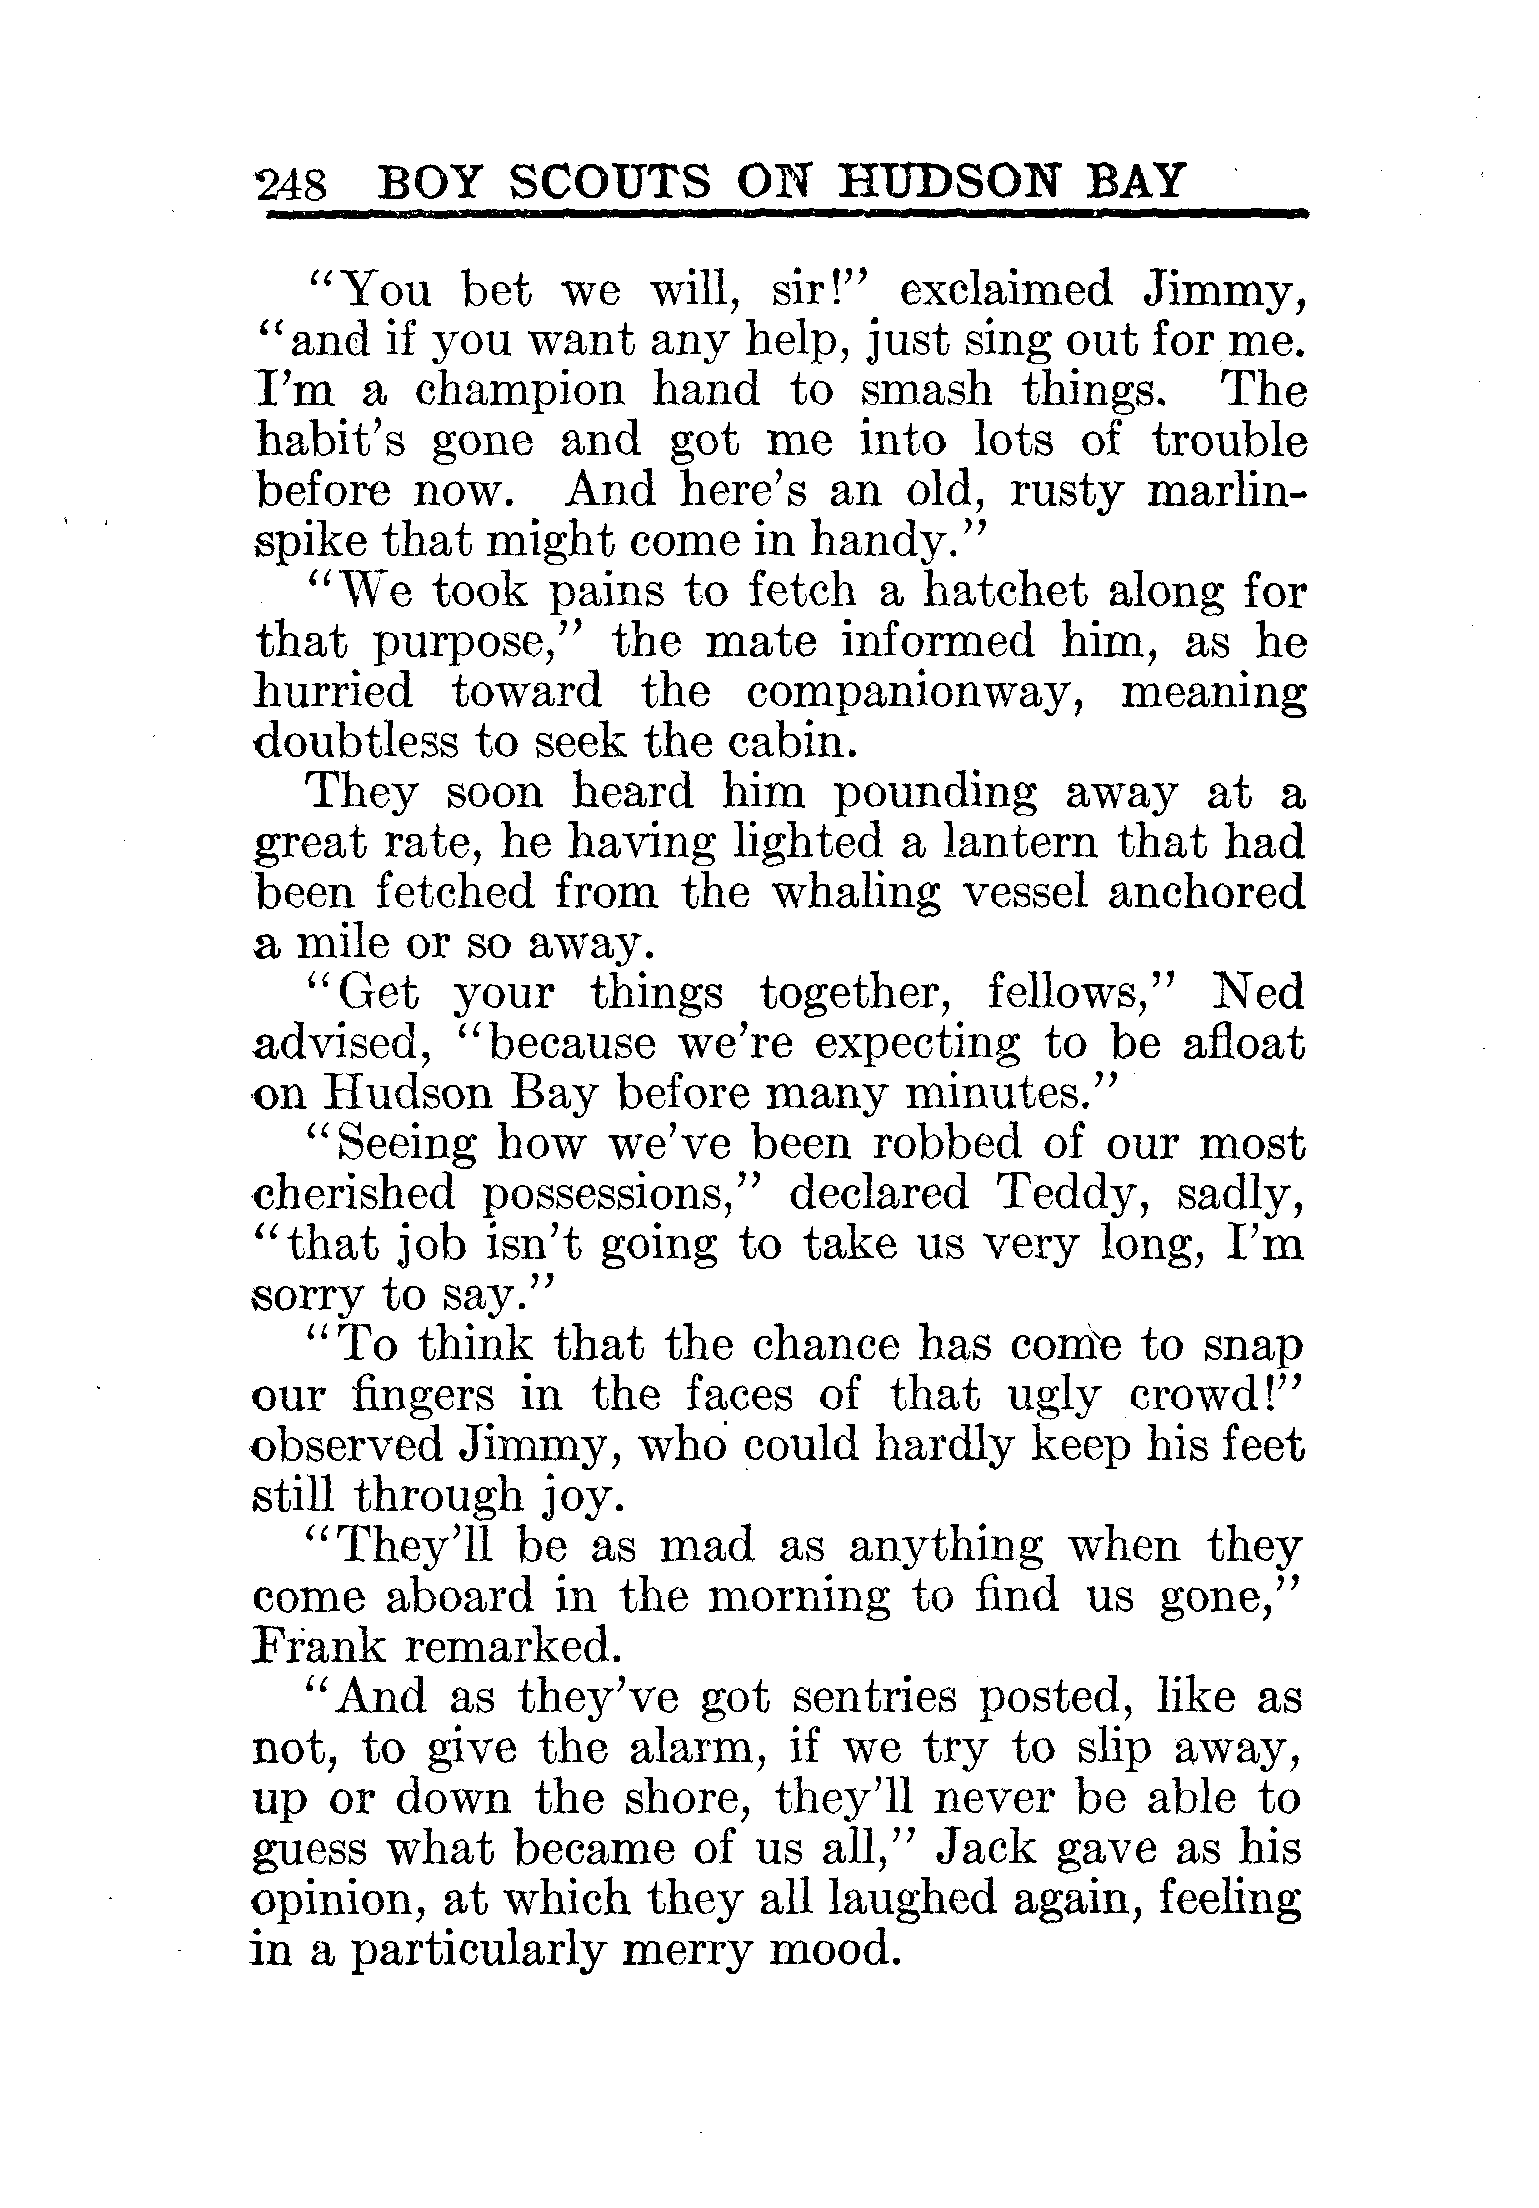 248 BOY SCOUTS ON HUDSON BAY
“You bet we will, sir!” exclaimed Jimmy,
“and if you want any help, just sing out for me.
I’m a champion hand to smash things. The
habit’s gone and got me into lots of trouble
before now. And here’s an old, rusty marlin-
spike that might come in handy.”
“We took pains to fetch a hatchet along for
that purpose,” the mate informed him, as he
hurried toward the companionway, meaning
doubtless to seek the cabin.
They soon heard him pounding away at a
great rate, he having lighted a lantern that had
been fetched from the whaling vessel anchored
a mile or so away.
“Get your things together, fellows,” Ned
advised, “because we’re expecting to be afloat
on Hudson Bay before many minutes.”
“Seeing how we’ve been robbed of our most
cherished possessions,” declared Teddy, sadly,
“that job isn’t going to take us very long, I’m
sorry to say.”
“To think that the chance has come to snap
our fingers in the faces of that ugly crowd!”
observed Jimmy, who could hardly keep his feet
still through joy.
“They’ll be as mad as anything when they
come aboard in the morning to find us gone,”
Frank remarked.
“And as they’ve got sentries posted, like as
not, to give the alarm, if we try to slip away,
up or down the shore, they’ll never be able to
guess what became of us all,” Jack gave as his
opinion, at which they all laughed again, feeling
in a particularly merry mood.